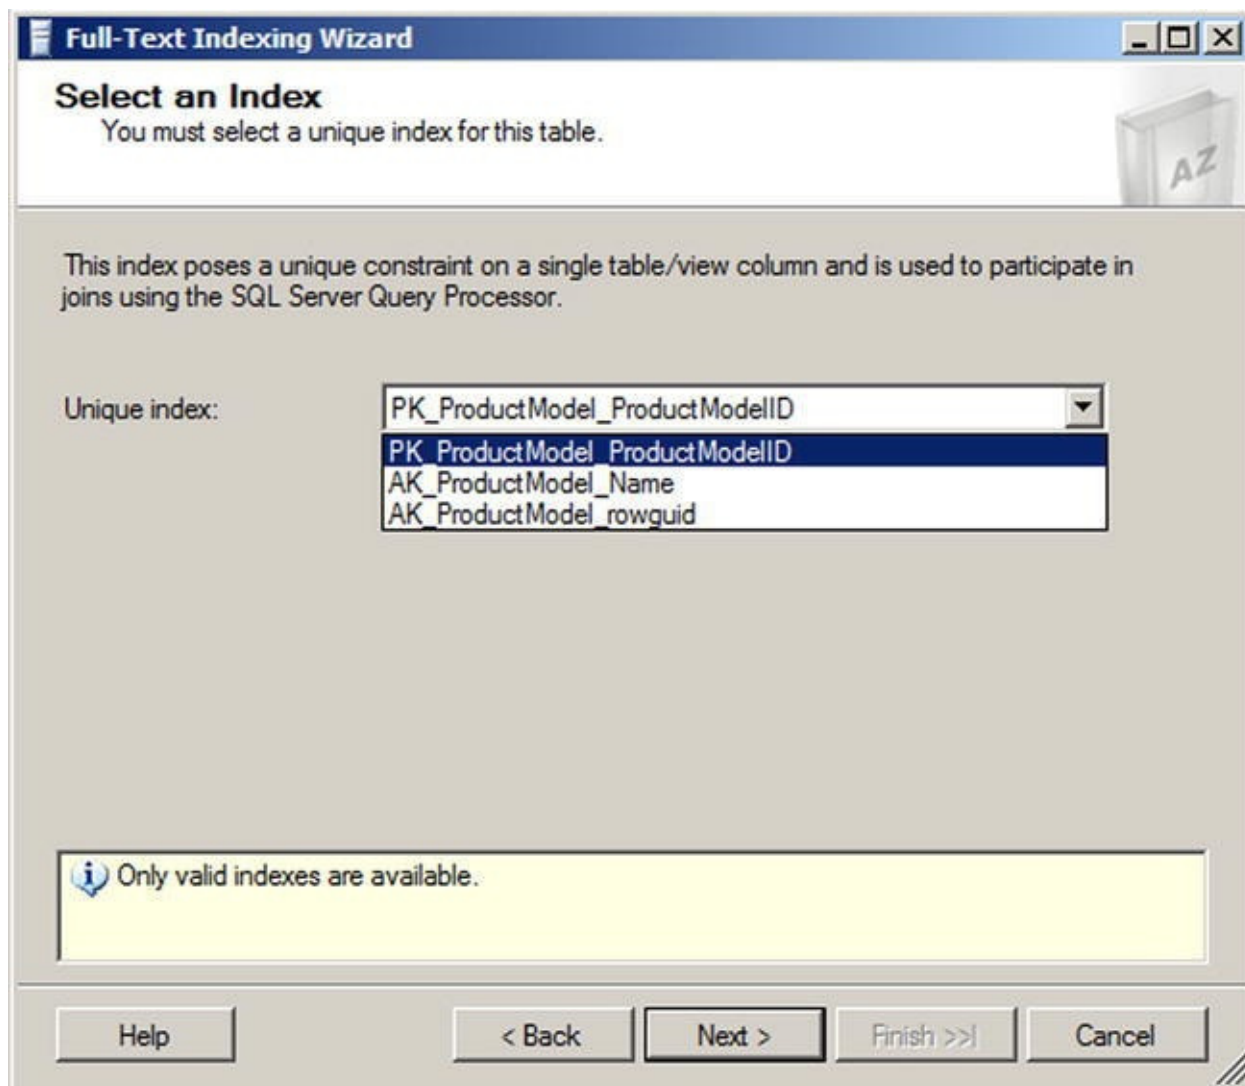 Full-Text Indexing Wizard
Select an Index
You must select a unique index for this table.
AZ
This index poses a unique constraint on a single table/view column and is used to participate in
joins using the SQL Server Query Processor.
Unique index:
PK_ProductModel_ProductModelID
PK_ProductModel_ProductModelID
AK_ProductModel_Name
AK_ProductModel_rowguid
Only valid indexes are available.
Help
< Back
Next >
Finish >>|
Cancel